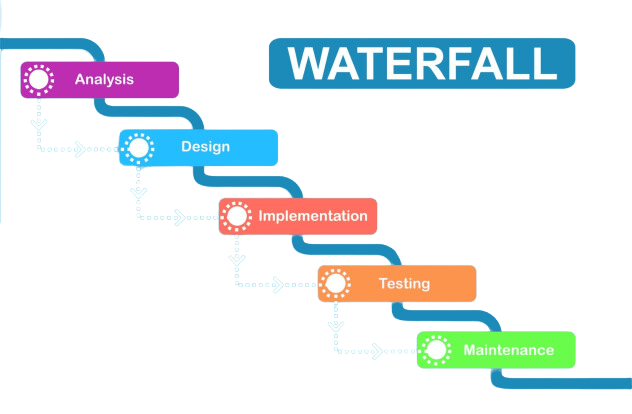 WATERFALL
Analysis
Design
Implementation
Testing
Maintenance